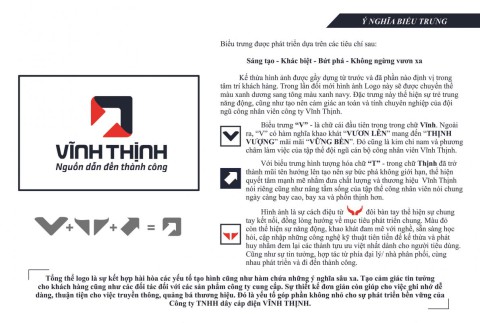 Ý NGHĨA BIỂU TRƯNG
Biểu trưng được phát triển dựa trên các tiêu chí sau:
Sáng tạo - Khác biệt - Bứt phá - Không ngừng vươn xa
Kế thừa hình ảnh được gây dựng từ trước và đã phần nào định vị trong
tâm trí khách hàng. Trong lần đổi mới hình ảnh Logo này sẽ được chuyển thể
màu xanh dương sang tông màu xanh navy. Đặc trưng này thể hiện sự trẻ trung
năng động, cũng như tạo nên cảm giác an toàn và tính chuyên nghiệp của đội
ngũ công nhân viên công ty Vĩnh Thịnh.
VĨNH THỊNH
Nguồn dẫn đến thành công
Biểu trưng “V” - là chữ cái đầu tiên trong trong chữ Vĩnh. Ngoài
ra, “V” có hàm nghĩa khao khát “VƯƠN LÊN” mang đến “THỊNH
VƯỢNG” mãi mãi “VỮNG BỀN”. Đó cũng là kim chỉ nam và phương
châm làm việc của tập thể đội ngũ cán bộ công nhân viên Vĩnh Thịnh.
Với biểu trưng hình tượng hóa chữ “T” - trong chữ Thịnh đã trở
thành mũi tên hướng lên tạo nên sự bức phá không giới hạn, thể hiện
quyết tâm mạnh mẽ nhằm đưa chất lượng và thương hiệu Vĩnh Thịnh
nói riêng cũng như nâng tầm sống của tập thể công nhân viên nói chung
ngày càng bay cao, bay xa và phồn thịnh hơn.
Hình ảnh là sự cách điệu từ đôi bàn tay thể hiện sự chung
tay kết nối, đồng lòng hướng về mục tiêu phát triển chung. Màu đỏ
còn thể hiện sự năng động, khao khát đam mê với nghề, sẵn sàng học
hỏi, cập nhập những công nghệ kỹ thuật tiên tiến để kế thừa và phát
huy nhằm đem lại các thành tựu ưu việt nhất dành cho người tiêu dùng.
Cũng như sự tin tưởng, hợp tác từ phía đại lý/ nhà phân phối, cùng
nhau phát triển và đi đến thành công.
Tổng thể logo là sự kết hợp hài hòa các yếu tố tạo hình cũng như hàm chứa những ý nghĩa sâu xa. Tạo cảm giác tin tưởng
cho khách hàng cũng như các đối tác đối với các sản phẩm công ty cung cấp. Sự thiết kế đơn giản còn giúp cho việc ghi nhớ dễ
dàng, thuận tiện cho việc truyền thông, quảng bá thương hiệu. Đó là yếu tố góp phần không nhỏ cho sự phát triển bền vững của
Công ty TNHH dây cáp điện VĨNH THỊNH.